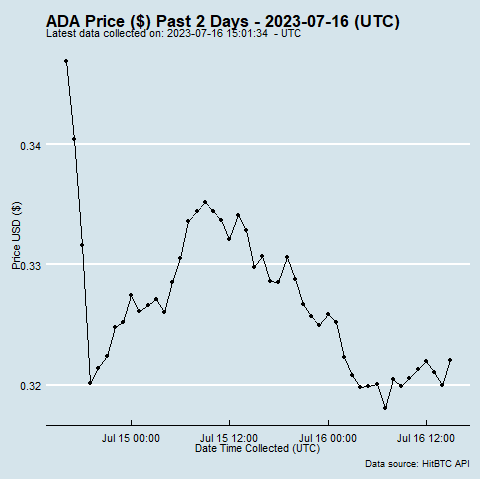 ADA Price ($) Past 2 Days - 2023-07-16 (UTC)
Latest data collected on: 2023-07-16 15:01:34 - UTC
0.34
0.33
0.32
Price USD ($)
Jul 15 00:00
Jul 15 12:00
Jul 16 00:00
Jul 16 12:00
Date Time Collected (UTC)
Data source: HitBTC API